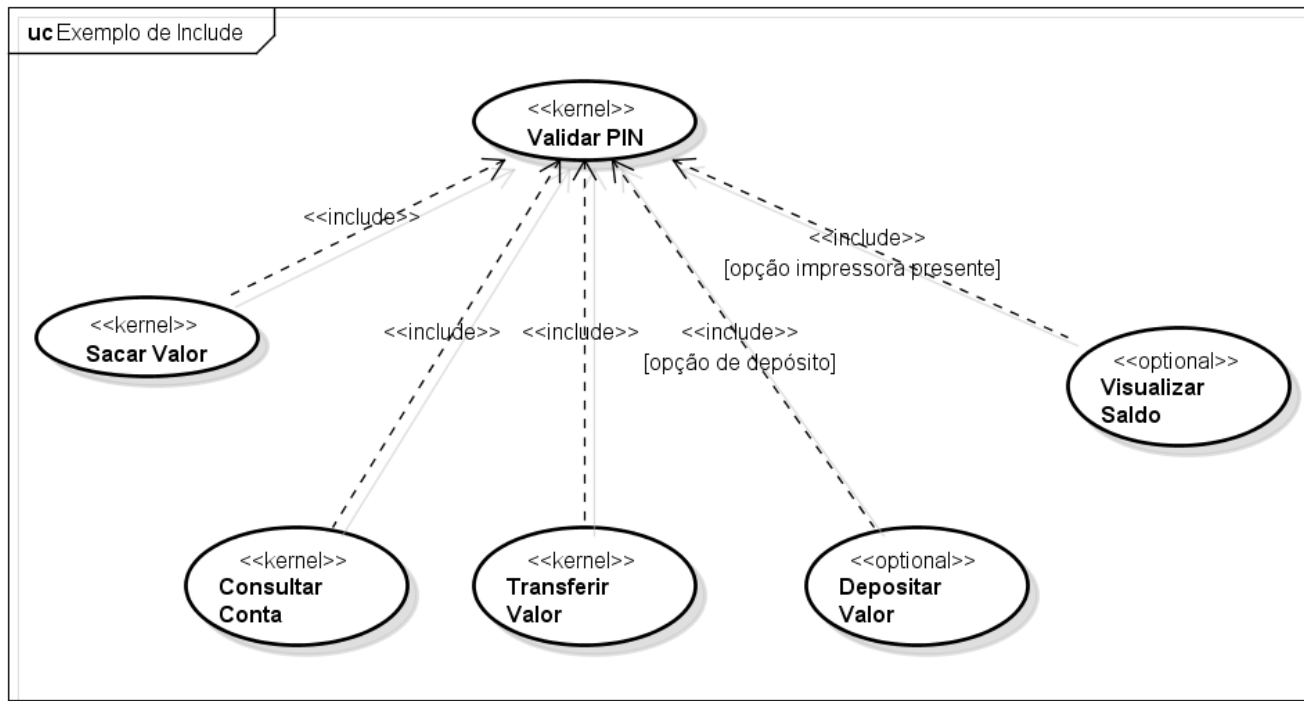 uc Exemplo de Include
<<kernel>>
Validar PIN
<<include>>
<<include>>
[opção impressora presente]
<<kernel>>
Sacar Valor
<<include>>
<<include>>
<<include>>
[opção de depósito]
<<optional>>
Visualizar
Saldo
<<kernel>>
Consultar
Conta
<<kernel>>
Transferir
Valor
<<optional>>
Depositar
Valor